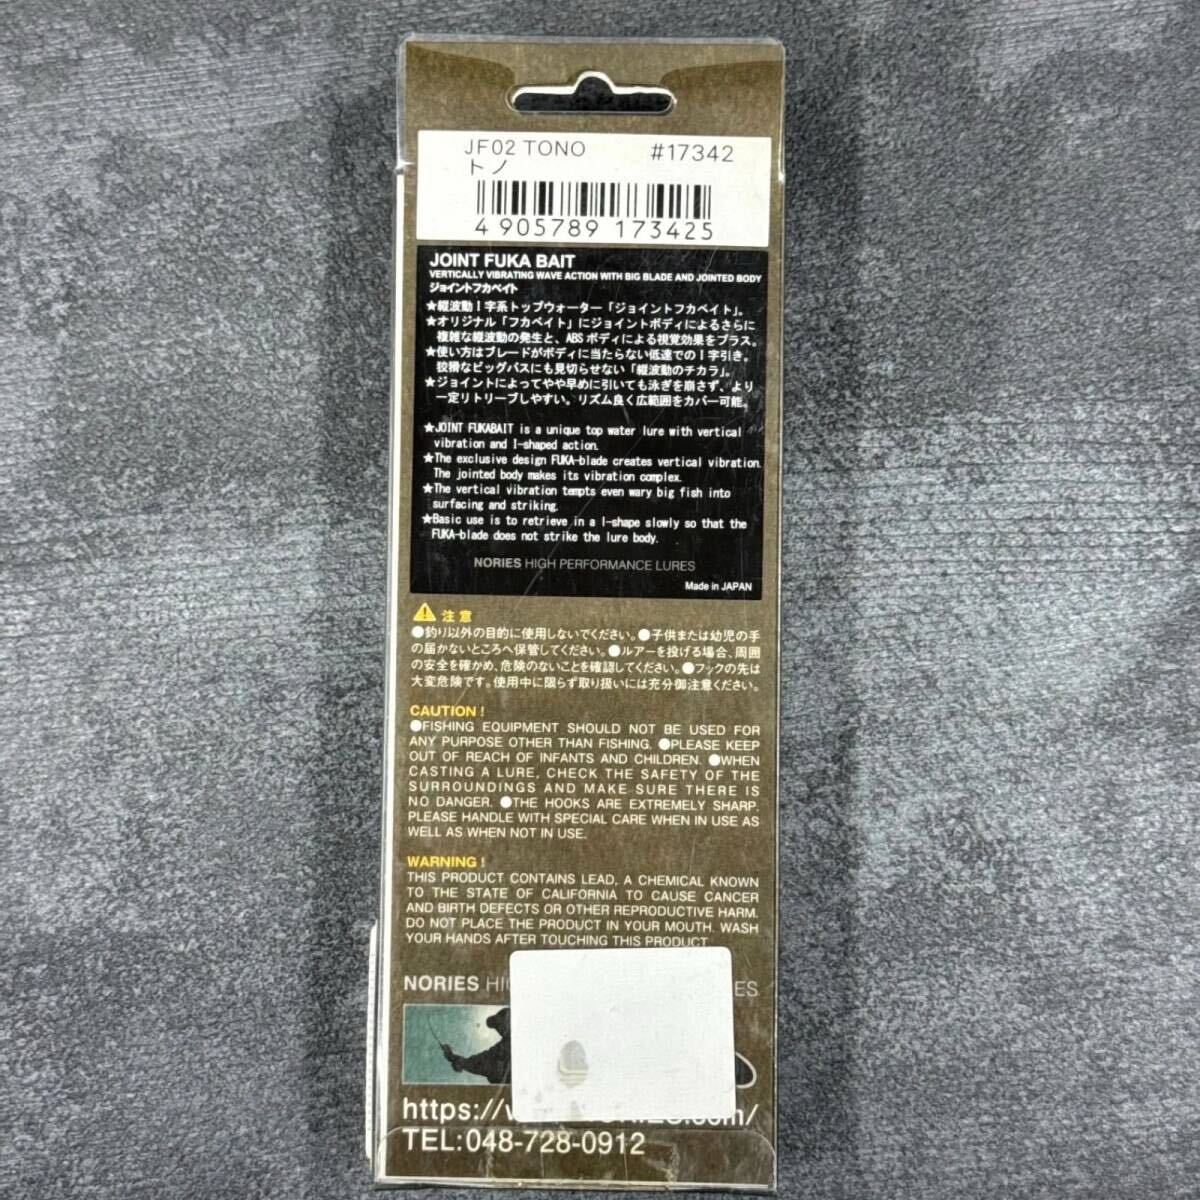 JF02 TONO #17342
トノ
4 905789 173425
JOINT FUKA BAIT
VERTICALLY VIBRATING WAVE ACTION WITH BIG BLADE AND JOINTED BODY
ジョイントフカベイト
★縦波動I字系トップウォーター「ジョイントフカベイト」。
★オリジナル「フカベイト」にジョイントボディによるさらに
複雑な縦波動の発生と、ABSボディによる視覚効果をプラス。
★使い方はブレードがボディに当たらない低速でのI字引き。
狡猾なビッグバスにも見切らせない「縦波動のチカラ」。
★ジョイントによってやや早めに引いても泳ぎを崩さず、より
一定リトリーブしやすい。リズム良く広範囲をカバー可能。
★JOINT FUKABAIT is a unique top water lure with vertical
vibration and I-shaped action.
★The exclusive design FUKA-blade creates vertical vibration.
The jointed body makes its vibration complex.
★The vertical vibration tempts even wary big fish into
surfacing and striking.
★Basic use is to retrieve in a I-shape slowly so that the
FUKA-blade does not strike the lure body.
NORIES HIGH PERFORMANCE LURES
Made in JAPAN
注意
●釣り以外の目的に使用しないでください。●子供または幼児の手
の届かないところへ保管してください。●ルアーを投げる場合、周囲
の安全を確かめ、危険のないことを確認してください。●フックの先は
大変危険です。使用中に限らず取り扱いには充分御注意ください。
CAUTION !
●FISHING EQUIPMENT SHOULD NOT BE USED FOR
ANY PURPOSE OTHER THAN FISHING. ●PLEASE KEEP
OUT OF REACH OF INFANTS AND CHILDREN. ●WHEN
CASTING A LURE, CHECK THE SAFETY OF THE
SURROUNDINGS AND MAKE SURE THERE IS
NO DANGER. ●THE HOOKS ARE EXTREMELY SHARP.
PLEASE HANDLE WITH SPECIAL CARE WHEN IN USE AS
WELL AS WHEN NOT IN USE.
WARNING !
THIS PRODUCT CONTAINS LEAD, A CHEMICAL KNOWN
TO THE STATE OF CALIFORNIA TO CAUSE CANCER
AND BIRTH DEFECTS OR OTHER REPRODUCTIVE HARM.
DO NOT PLACE THE PRODUCT IN YOUR MOUTH. WASH
YOUR HANDS AFTER TOUCHING THIS PRODUCT
NORIES
https://
TEL:048-728-0912